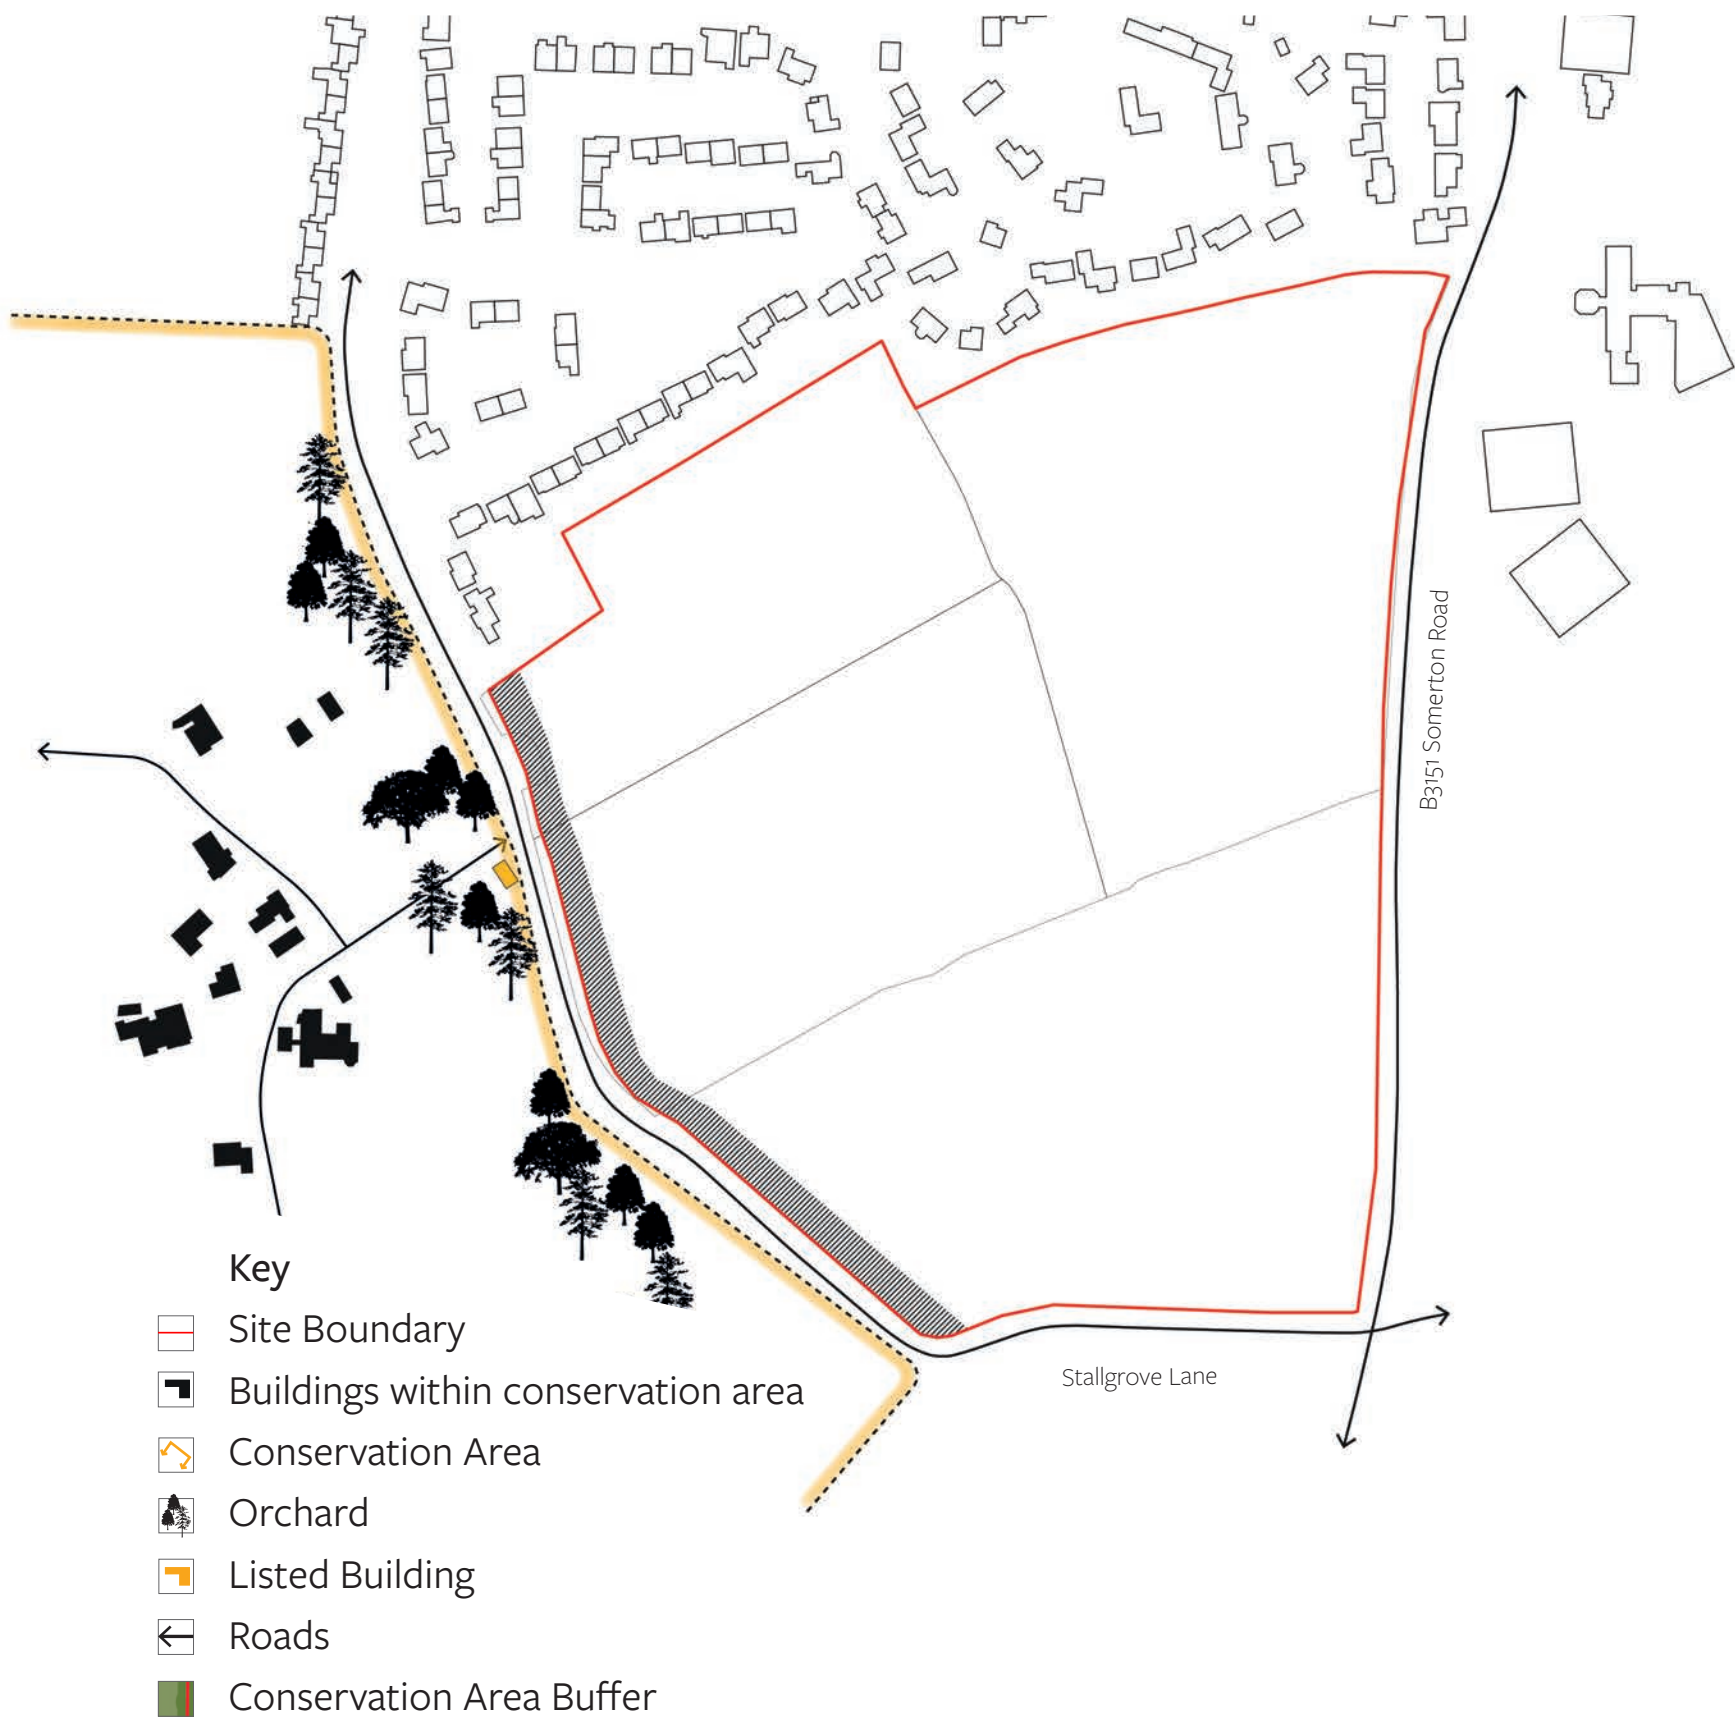 B3151 Somerton Road
Stallgrove Lane
Key
Site Boundary
Buildings within conservation area
Conservation Area
Orchard
Listed Building
Roads
Conservation Area Buffer